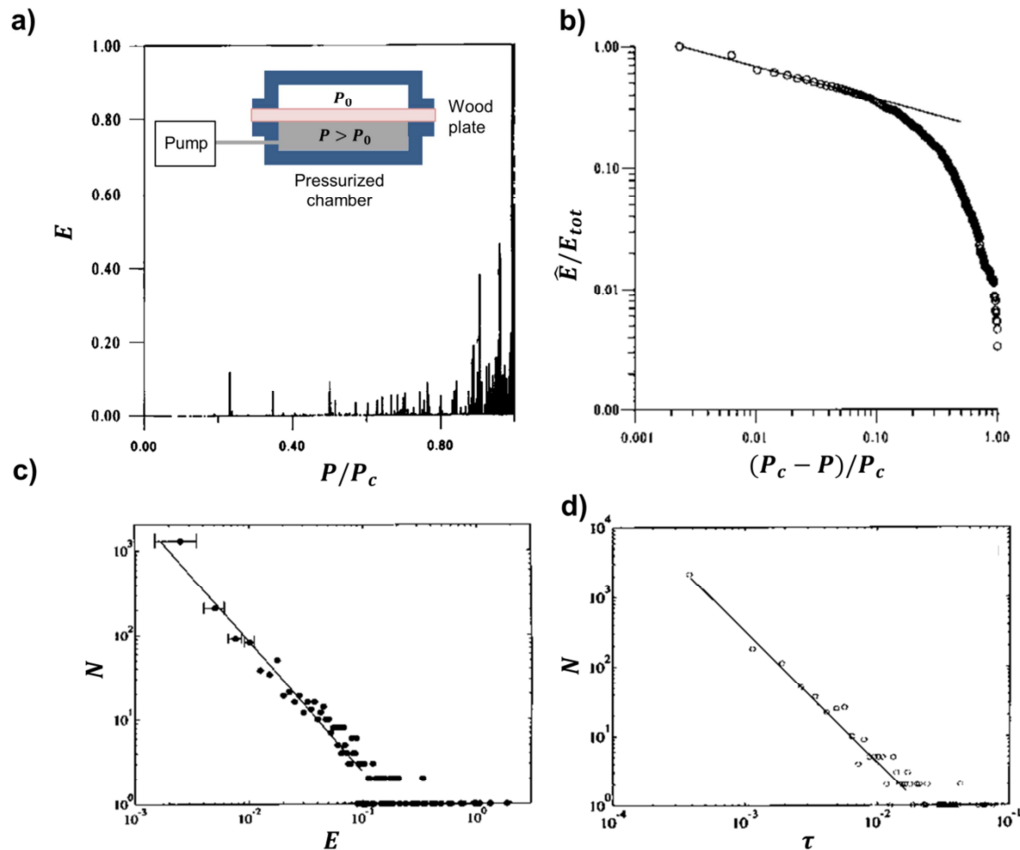 a)
1.00
0.80
0.60
0.40
0.20
0.00
E
P₀
P > P₀
Pump
Wood
plate
Pressurized
chamber
0.00
0.40
0.80
P/P_c
b)
1.00
0.10
0.01
0.00
Ê/E_tot
0.001
0.01
0.10
1.00
(P_c − P)/P_c
c)
10³
10²
10¹
10⁰
N
10⁻³
10⁻²
10⁻¹
10⁰
E
d)
10⁴
10³
10²
10¹
10⁰
N
10⁻⁴
10⁻³
10⁻²
10⁻¹
τ